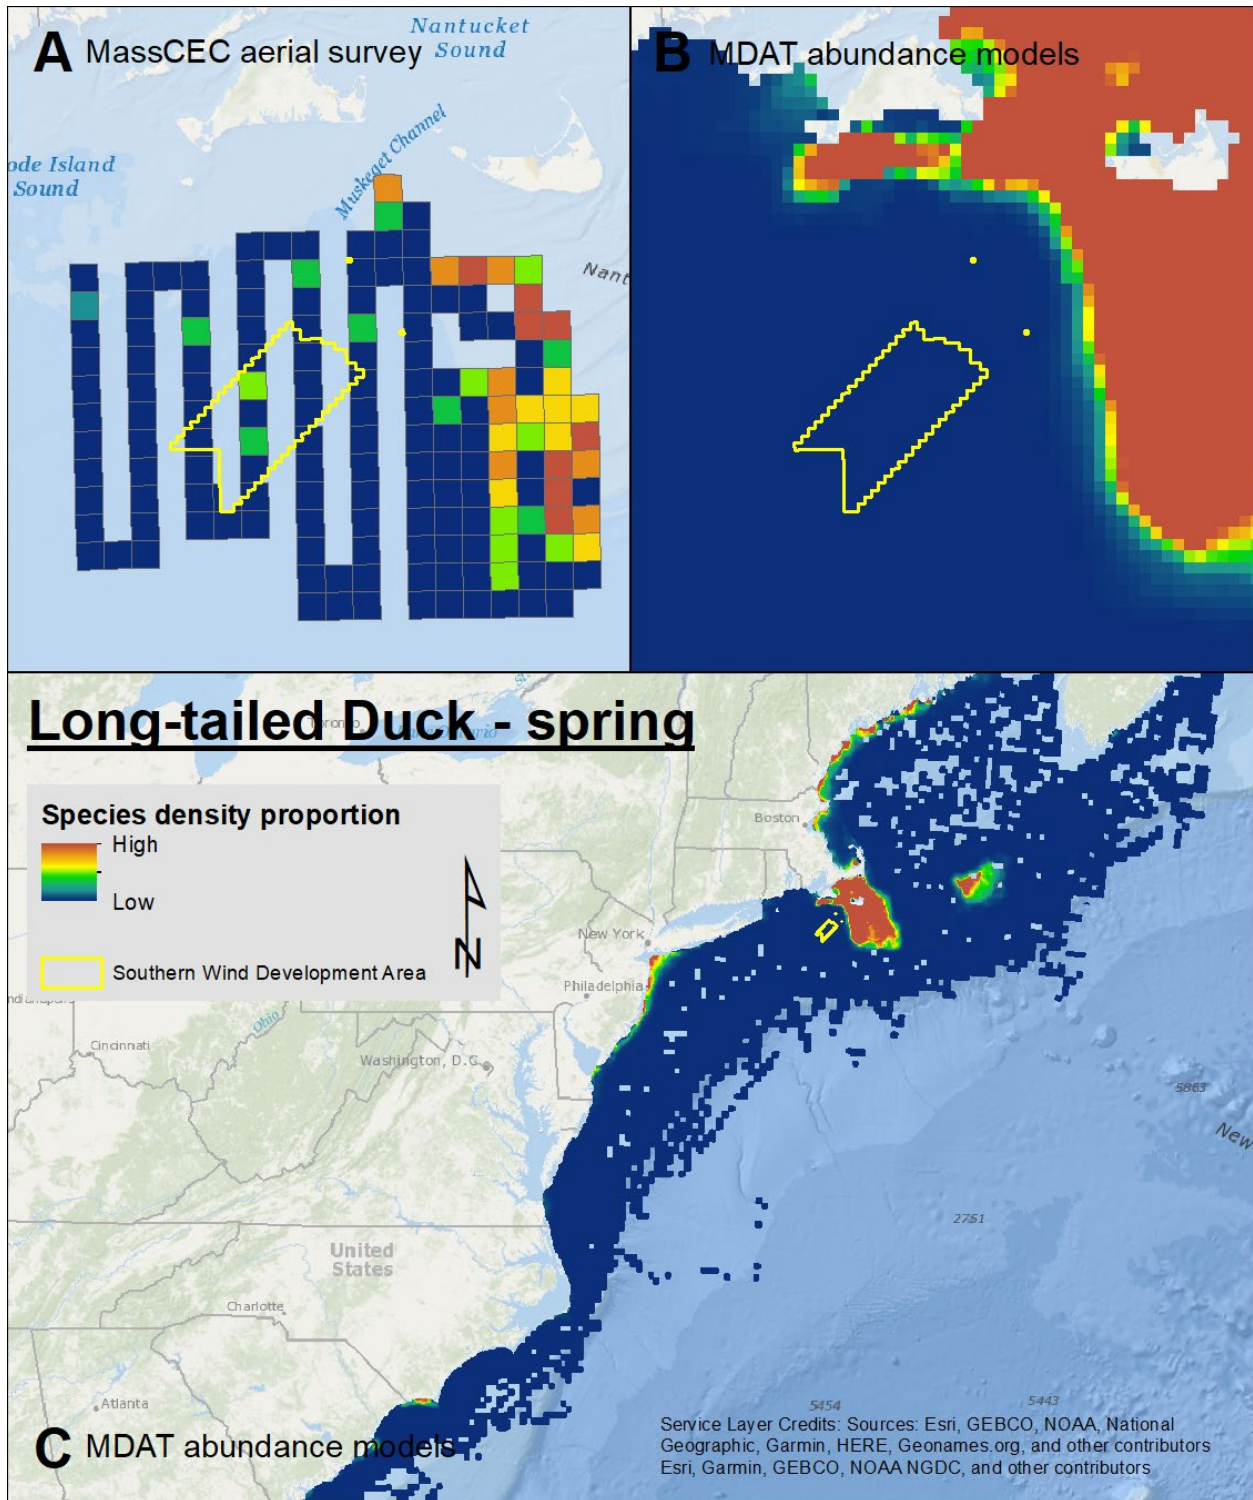 A MassCEC aerial survey
Nantucket
Sound
Muskeget Channel
ode Island
Sound
Nant
B MDAT abundance models
Long-tailed Duck - spring
Species density proportion
High
Low
Southern Wind Development Area
N
Boston
New York
Philadelphia
Ohio
Cincinnati
Washington, D.C.
5863
New
2751
United
States
Charlotte
Atlanta
5454
5443
C MDAT abundance models
Service Layer Credits: Sources: Esri, GEBCO, NOAA, National
Geographic, Garmin, HERE, Geonames.org, and other contributors
Esri, Garmin, GEBCO, NOAA NGDC, and other contributors